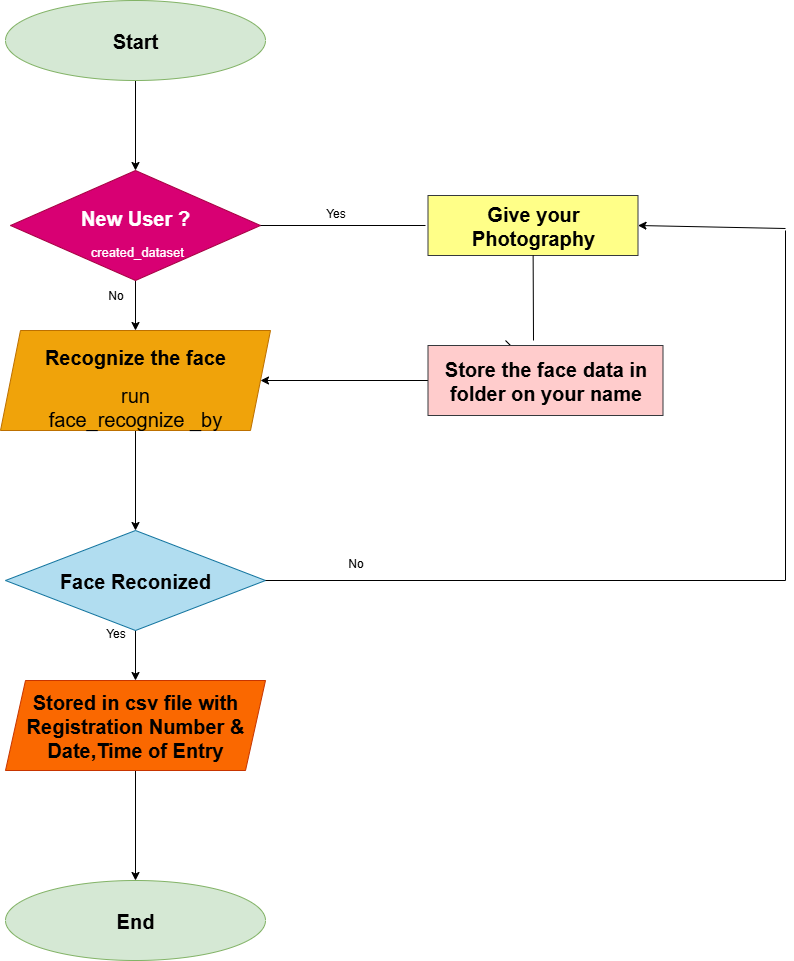 Start
New User ?
created_dataset
Yes
Give your
Photography
No
Recognize the face
run
face_recognize _by
Store the face data in
folder on your name
Face Reconized
No
Yes
Stored in csv file with
Registration Number &
Date,Time of Entry
End